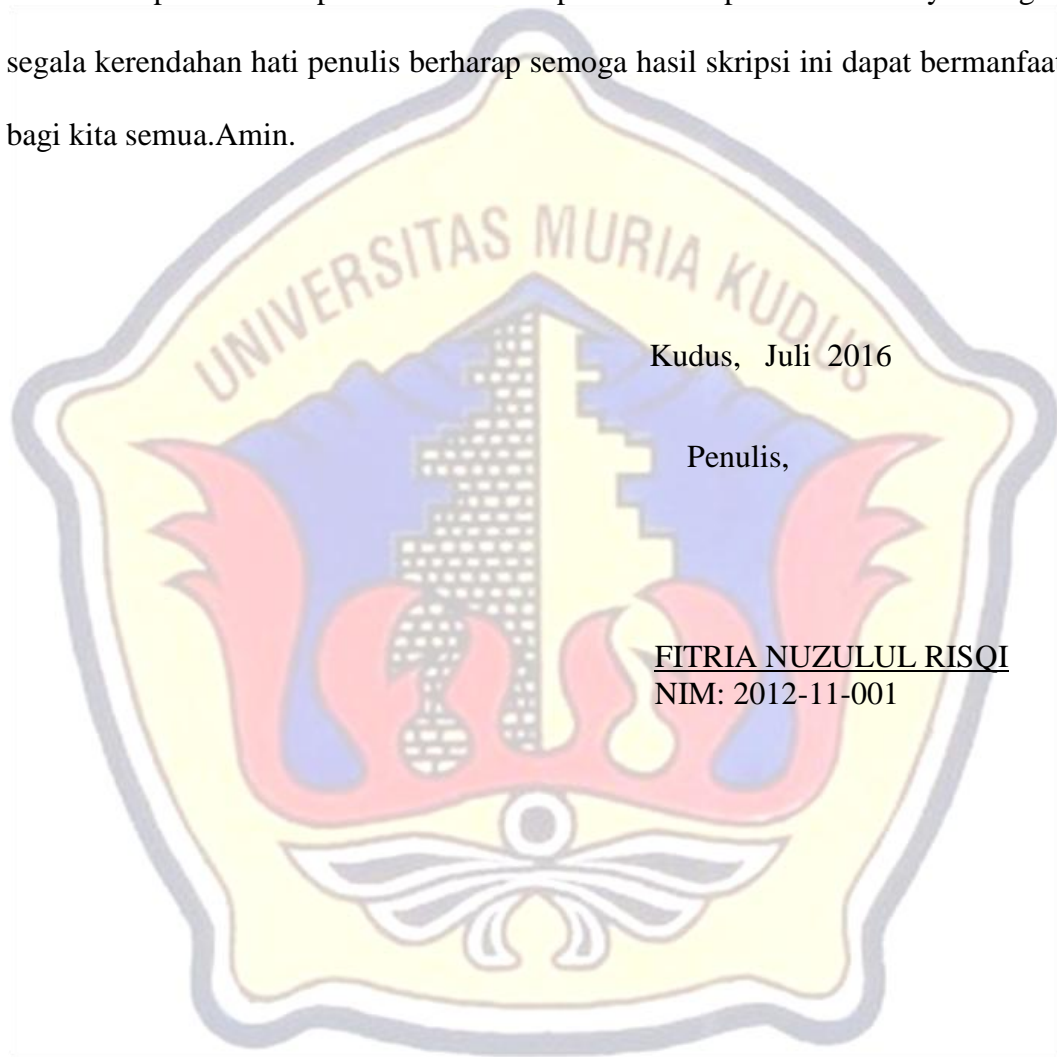 segala kerendahan hati penulis berharap semoga hasil skripsi ini dapat bermanfaat
bagi kita semua.Amin.
UNIVERSITAS MURIA KUDUS
Kudus, Juli 2016
Penulis,
FITRIA NUZULUL RISQI
NIM: 2012-11-001